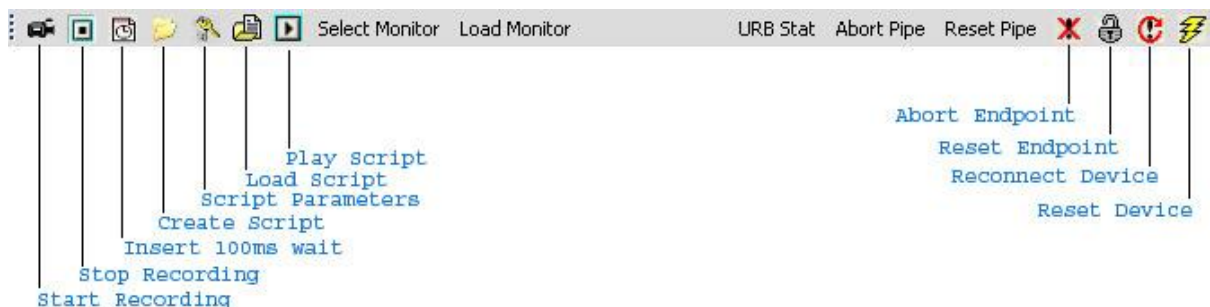 Select Monitor Load Monitor URB Stat Abort Pipe Reset Pipe
Abort Endpoint
Reset Endpoint
Play Script
Load Script
Reconnect Device
Script Parameters
Reset Device
Create Script
Insert 100ms wait
Stop Recording
Start Recording